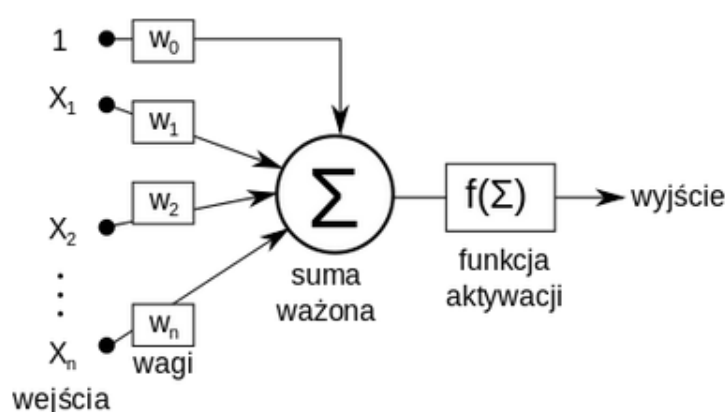 1
w₀
X₁
w₁
X₂
w₂
Xₙ
wₙ
wagi
wejścia
Σ
suma
ważona
f(Σ)
funkcja
aktywacji
wyjście